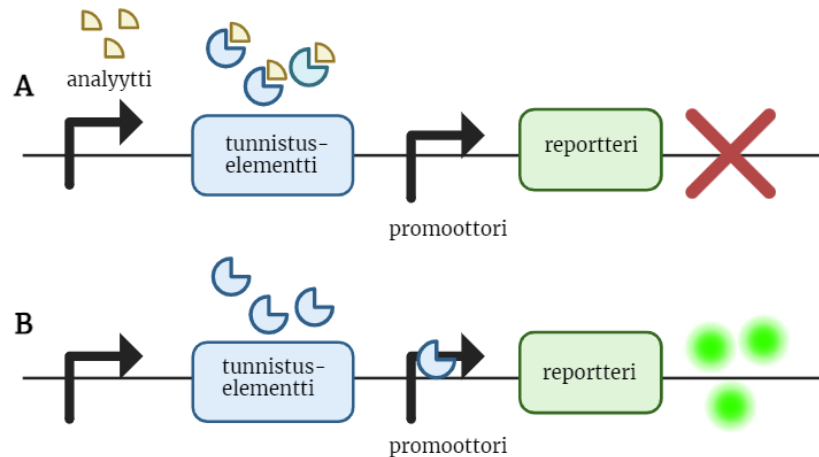 analyytti
A
tunnistus-
elementti
reportteri
promoottori
B
tunnistus-
elementti
reportteri
promoottori